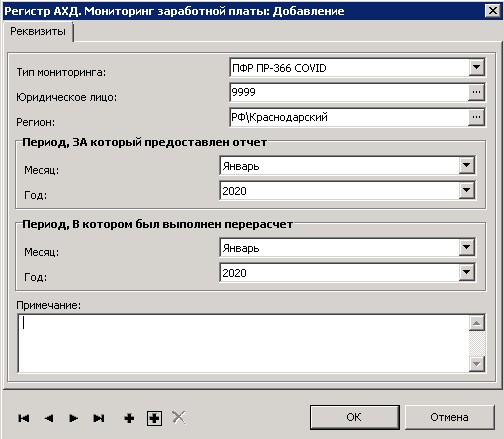 Регистр АХД. Мониторинг заработной платы: Добавление
Реквизиты
Тип мониторинга: ПФР ПР-366 COVID
Юридическое лицо: 9999 ...
Регион: РФ\Краснодарский ...
Период, ЗА который предоставлен отчет
Месяц: Январь
Год: 2020
Период, В котором был выполнен перерасчет
Месяц: Январь
Год: 2020
Примечание:
ОК Отмена